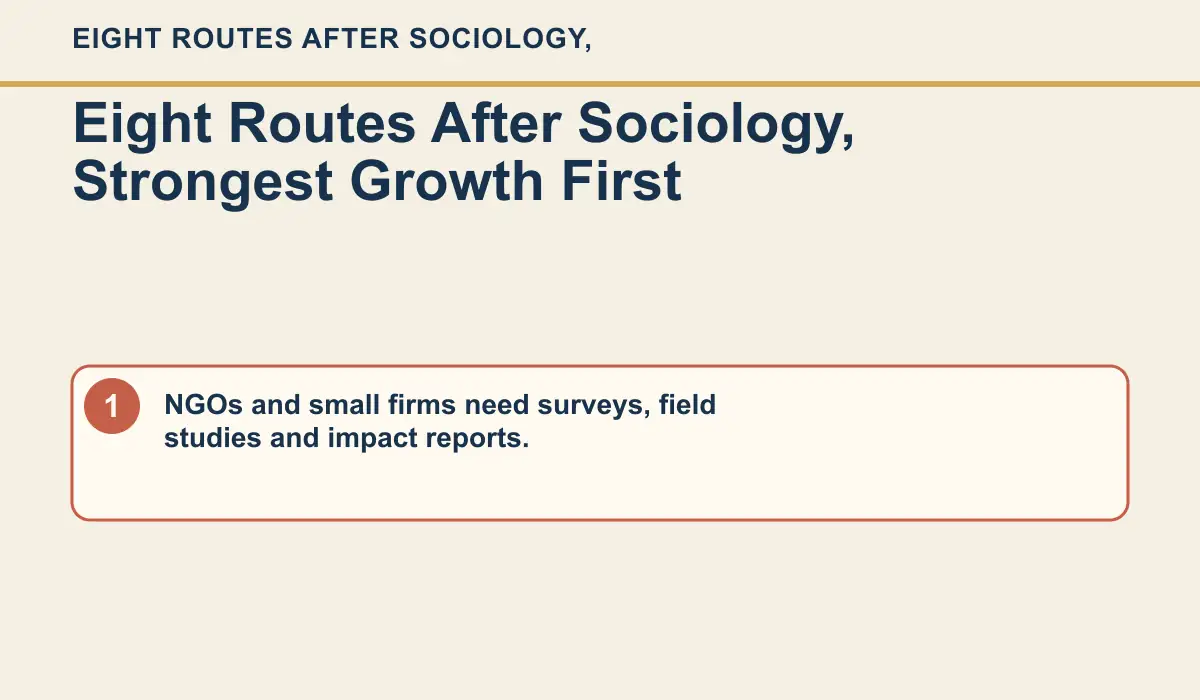 EIGHT ROUTES AFTER SOCIOLOGY,
Eight Routes After Sociology,
Strongest Growth First
1
NGOs and small firms need surveys, field
studies and impact reports.